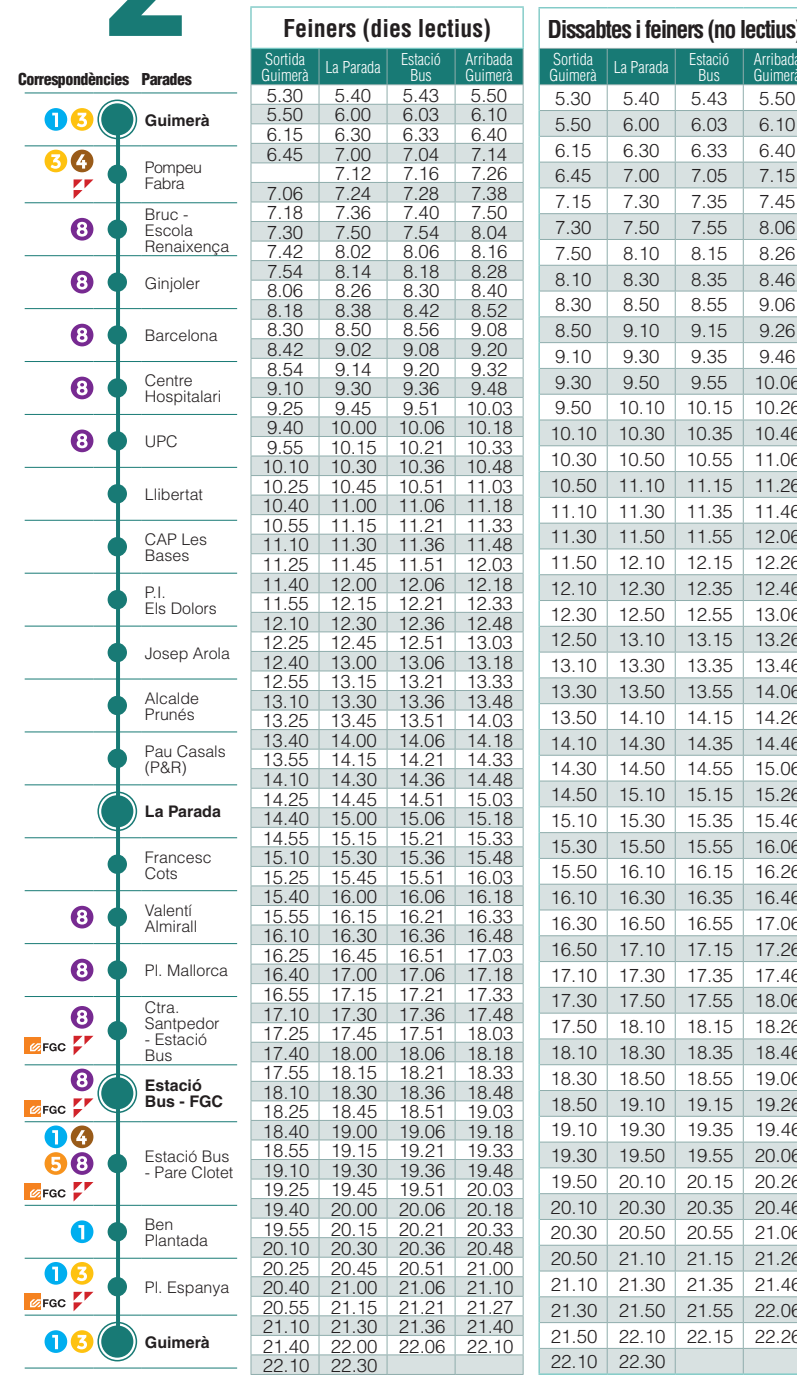 2
Correspondències Parades
1 3 Guimerà
3 4 Pompeu
Fabra
8 Bruc -
Escola
Renaixença
8 Ginjoler
8 Barcelona
8 Centre
Hospitalari
8 UPC
Llibertat
CAP Les
Bases
P.I.
Els Dolors
Josep Arola
Alcalde
Prunés
Pau Casals
(P&R)
La Parada
Francesc
Cots
8 Valentí
Almirall
8 Pl. Mallorca
8 Ctra.
Santpedor
- Estació
FGC Bus
8 Estació
FGC Bus - FGC
1 4
5 8 Estació Bus
- Pare Clotet
FGC
1 Ben
Plantada
1 3 Pl. Espanya
FGC
1 3 Guimerà
Feiners (dies lectius)
Sortida Guimerà La Parada Estació Bus Arribada Guimerà
5.30 5.40 5.43 5.50
5.50 6.00 6.03 6.10
6.15 6.30 6.33 6.40
6.45 7.00 7.04 7.14
7.12 7.16 7.26
7.06 7.24 7.28 7.38
7.18 7.36 7.40 7.50
7.30 7.50 7.54 8.04
7.42 8.02 8.06 8.16
7.54 8.14 8.18 8.28
8.06 8.26 8.30 8.40
8.18 8.38 8.42 8.52
8.30 8.50 8.56 9.08
8.42 9.02 9.08 9.20
8.54 9.14 9.20 9.32
9.10 9.30 9.36 9.48
9.25 9.45 9.51 10.03
9.40 10.00 10.06 10.18
9.55 10.15 10.21 10.33
10.10 10.30 10.36 10.48
10.25 10.45 10.51 11.03
10.40 11.00 11.06 11.18
10.55 11.15 11.21 11.33
11.10 11.30 11.36 11.48
11.25 11.45 11.51 12.03
11.40 12.00 12.06 12.18
11.55 12.15 12.21 12.33
12.10 12.30 12.36 12.48
12.25 12.45 12.51 13.03
12.40 13.00 13.06 13.18
12.55 13.15 13.21 13.33
13.10 13.30 13.36 13.48
13.25 13.45 13.51 14.03
13.40 14.00 14.06 14.18
13.55 14.15 14.21 14.33
14.10 14.30 14.36 14.48
14.25 14.45 14.51 15.03
14.40 15.00 15.06 15.18
14.55 15.15 15.21 15.33
15.10 15.30 15.36 15.48
15.25 15.45 15.51 16.03
15.40 16.00 16.06 16.18
15.55 16.15 16.21 16.33
16.10 16.30 16.36 16.48
16.25 16.45 16.51 17.03
16.40 17.00 17.06 17.18
16.55 17.15 17.21 17.33
17.10 17.30 17.36 17.48
17.25 17.45 17.51 18.03
17.40 18.00 18.06 18.18
17.55 18.15 18.21 18.33
18.10 18.30 18.36 18.48
18.25 18.45 18.51 19.03
18.40 19.00 19.06 19.18
18.55 19.15 19.21 19.33
19.10 19.30 19.36 19.48
19.25 19.45 19.51 20.03
19.40 20.00 20.06 20.18
19.55 20.15 20.21 20.33
20.10 20.30 20.36 20.48
20.25 20.45 20.51 21.00
20.40 21.00 21.06 21.10
20.55 21.15 21.21 21.27
21.10 21.30 21.36 21.40
21.40 22.00 22.06 22.10
22.10 22.30
Dissabtes i feiners (no lectius)
Sortida Guimerà La Parada Estació Bus Arribada Guimerà
5.30 5.40 5.43 5.50
5.50 6.00 6.03 6.10
6.15 6.30 6.33 6.40
6.45 7.00 7.05 7.15
7.15 7.30 7.35 7.45
7.30 7.50 7.55 8.06
7.50 8.10 8.15 8.26
8.10 8.30 8.35 8.46
8.30 8.50 8.55 9.06
8.50 9.10 9.15 9.26
9.10 9.30 9.35 9.46
9.30 9.50 9.55 10.06
9.50 10.10 10.15 10.26
10.10 10.30 10.35 10.46
10.30 10.50 10.55 11.06
10.50 11.10 11.15 11.26
11.10 11.30 11.35 11.46
11.30 11.50 11.55 12.06
11.50 12.10 12.15 12.26
12.10 12.30 12.35 12.46
12.30 12.50 12.55 13.06
12.50 13.10 13.15 13.26
13.10 13.30 13.35 13.46
13.30 13.50 13.55 14.06
13.50 14.10 14.15 14.26
14.10 14.30 14.35 14.46
14.30 14.50 14.55 15.06
14.50 15.10 15.15 15.26
15.10 15.30 15.35 15.46
15.30 15.50 15.55 16.06
15.50 16.10 16.15 16.26
16.10 16.30 16.35 16.46
16.30 16.50 16.55 17.06
16.50 17.10 17.15 17.26
17.10 17.30 17.35 17.46
17.30 17.50 17.55 18.06
17.50 18.10 18.15 18.26
18.10 18.30 18.35 18.46
18.30 18.50 18.55 19.06
18.50 19.10 19.15 19.26
19.10 19.30 19.35 19.46
19.30 19.50 19.55 20.06
19.50 20.10 20.15 20.26
20.10 20.30 20.35 20.46
20.30 20.50 20.55 21.06
20.50 21.10 21.15 21.26
21.10 21.30 21.35 21.46
21.30 21.50 21.55 22.06
21.50 22.10 22.15 22.26
22.10 22.30